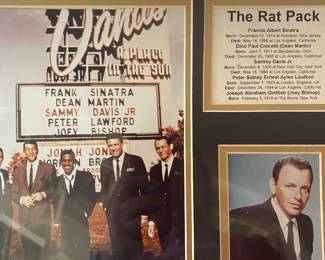 Sands
A PLACE
IN THE SUN
FRANK SINATRA
DEAN MARTIN
SAMMY DAVIS JR
PETER LAWFORD
JOEY BISHOP
JONAH JONES
The Rat Pack
Francis Albert Sinatra
Born: December 12, 1915 at Hoboken, New Jersey
Died: May 14, 1998 at Los Angeles, California
Dino Paul Crocetti (Dean Martin)
Born: June 7, 1917 at Steubenville, Ohio
Died: December 25, 1995 at Los Angeles, California
Sammy Davis Jr.
Born: December 8, 1925 at New York City, New York
Died: May 16, 1990 at Los Angeles, California
Peter Sidney Ernest Aylen Lawford
Born: September 7, 1923 at London, England, UK
Died: December 24, 1984 at Los Angeles, California
Joseph Abraham Gottlieb (Joey Bishop)
Born: February 3, 1918 at The Bronx, New York